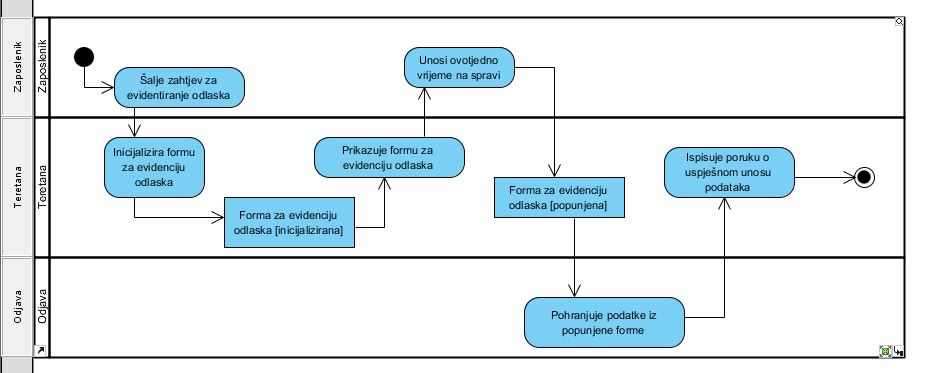 Zaposlenik
Zaposlenik
Šalje zahtjev za
evidentiranje odlaska
Unosi ovotjedno
vrijeme na spravi
Teretana
Teretana
Inicijalizira formu
za evidenciju
odlaska
Forma za evidenciju
odlaska [inicijalizirana]
Prikazuje formu za
evidenciju odlaska
Forma za evidenciju
odlaska [popunjena]
Ispisuje poruku o
uspješnom unosu
podataka
Odjava
Odjava
Pohranjuje podatke iz
popunjene forme